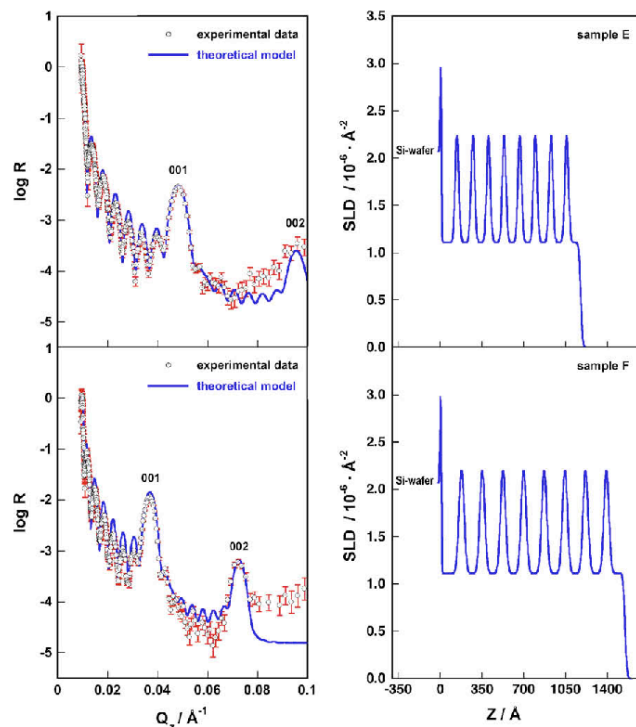 experimental data
theoretical model
001
002
log R
1
0
-1
-2
-3
-4
-5
sample E
Si-wafer
SLD / 10⁻⁶ · Å⁻²
3.5
3.0
2.5
2.0
1.5
1.0
0.5
0.0
experimental data
theoretical model
001
002
log R
1
0
-1
-2
-3
-4
-5
0 0.02 0.04 0.06 0.08 0.1
Q_z / Å⁻¹
sample F
Si-wafer
SLD / 10⁻⁶ · Å⁻²
3.0
2.5
2.0
1.5
1.0
0.5
0.0
-350 0 350 700 1050 1400
Z / Å